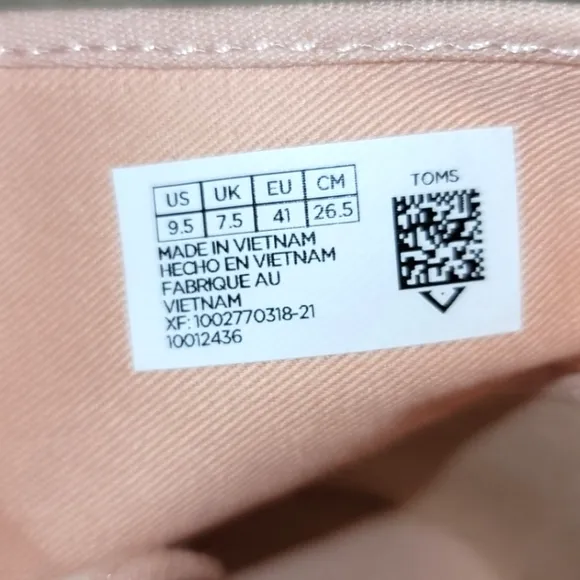 US UK EU CM
9.5 7.5 41 26.5
MADE IN VIETNAM
HECHO EN VIETNAM
FABRIQUE AU
VIETNAM
XF: 1002770318-21
10012436
TOMS